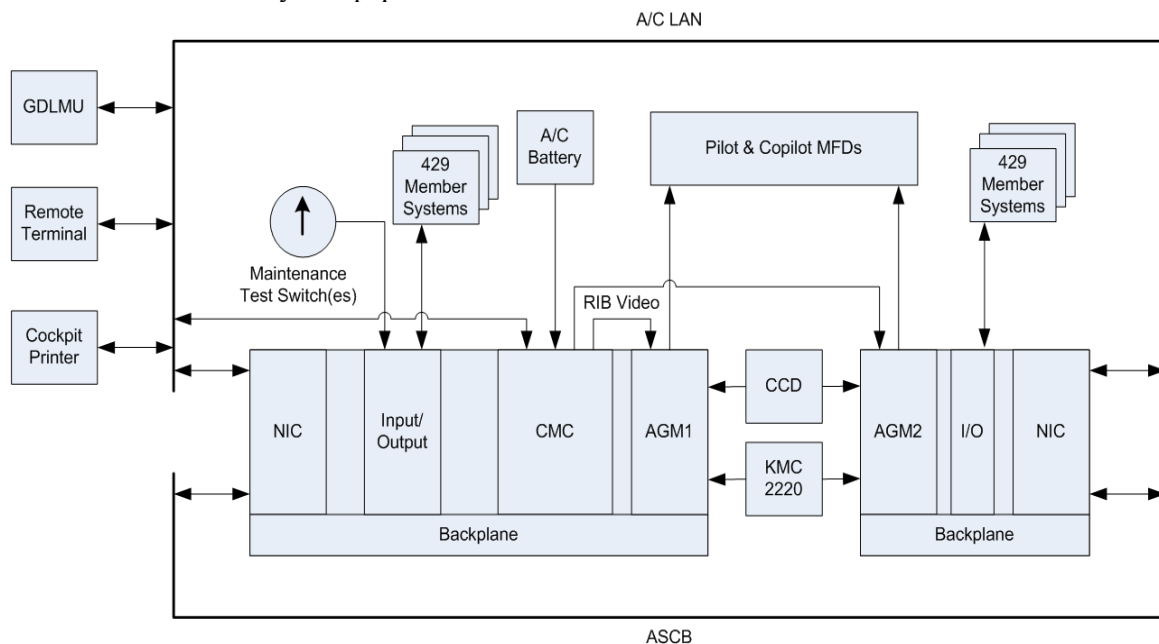 A/C LAN
GDLMU
Remote
Terminal
Cockpit
Printer
Maintenance
Test Switch(es)
429
Member
Systems
A/C
Battery
Pilot & Copilot MFDs
429
Member
Systems
RIB Video
NIC
Input/
Output
CMC
AGM1
Backplane
CCD
KMC
2220
AGM2
I/O
NIC
Backplane
ASCB